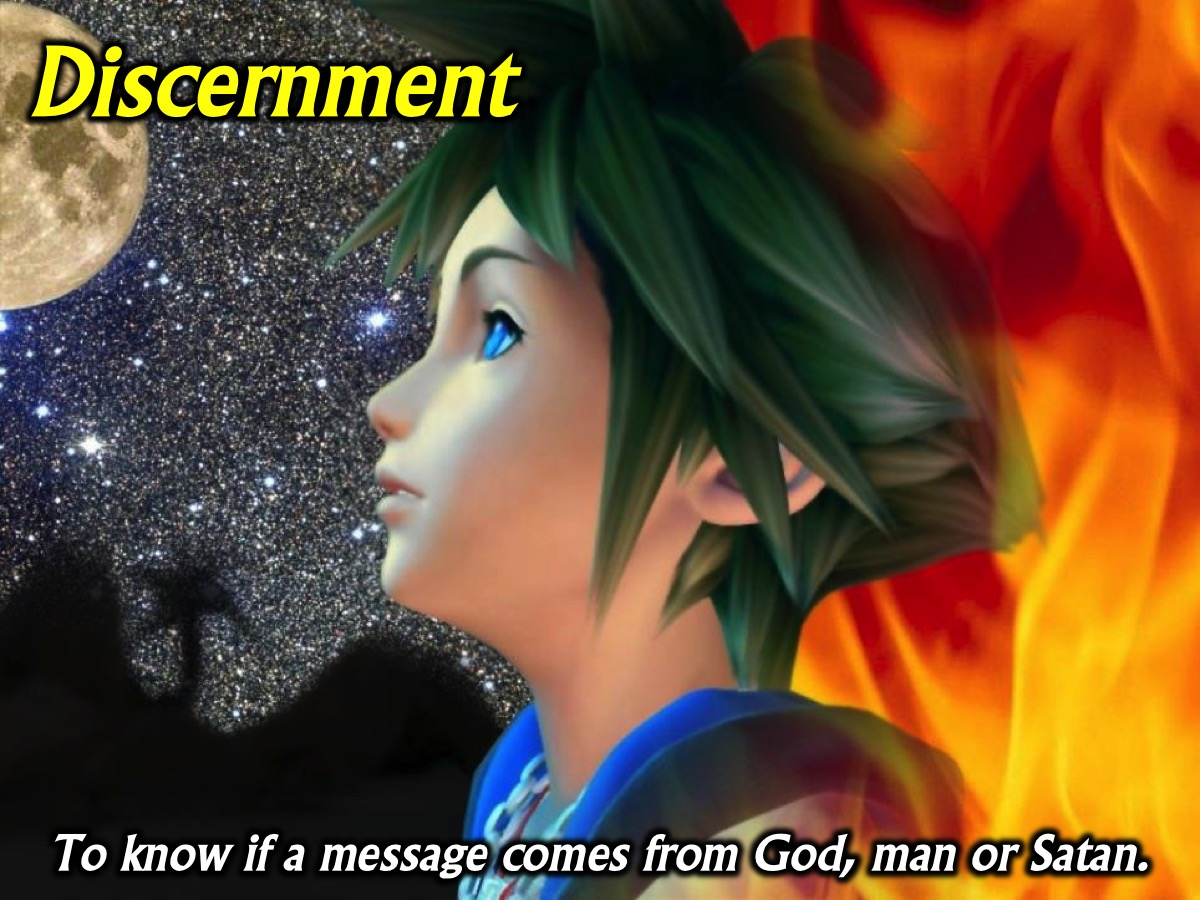 Discernment
To know if a message comes from God, man or Satan.